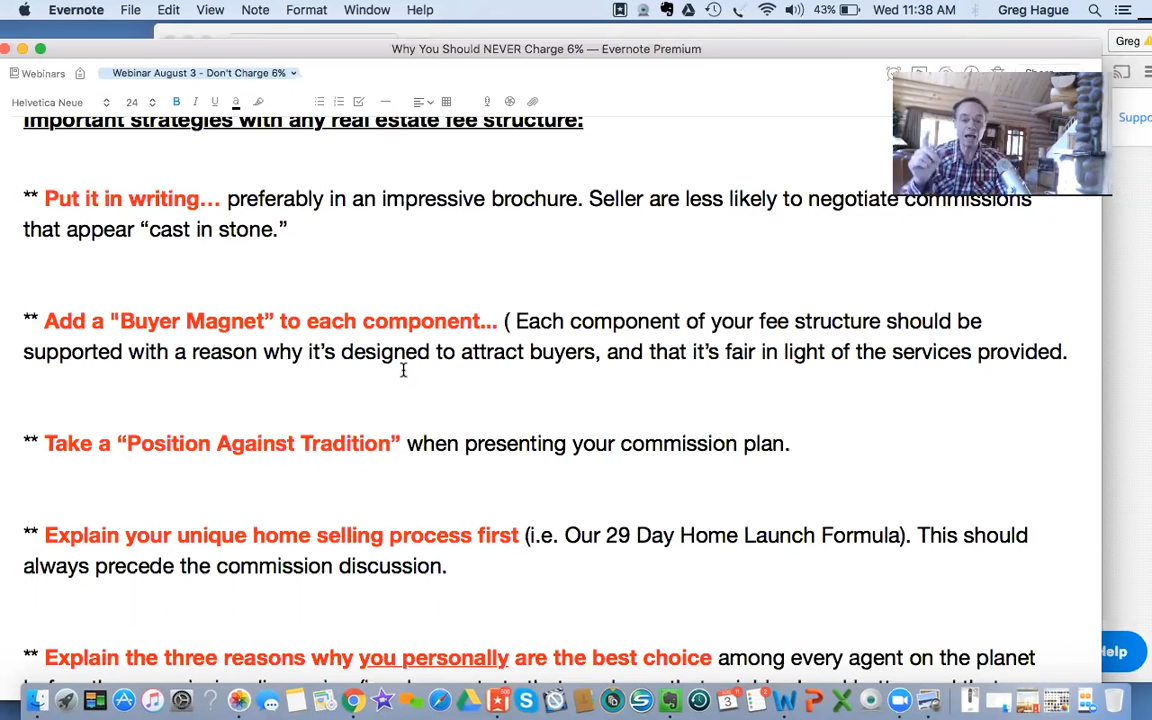 Evernote File Edit View Note Format Window Help 43% Wed 11:38 AM Greg Hague
Why You Should NEVER Charge 6% — Evernote Premium
Greg
Webinars Webinar August 3 - Don't Charge 6% Share
Helvetica Neue 24 B I U a
Suppo
Important strategies with any real estate fee structure:
** Put it in writing… preferably in an impressive brochure. Seller are less likely to negotiate commissions
that appear “cast in stone.”
** Add a "Buyer Magnet” to each component... ( Each component of your fee structure should be
supported with a reason why it’s designed to attract buyers, and that it’s fair in light of the services provided.
** Take a “Position Against Tradition” when presenting your commission plan.
** Explain your unique home selling process first (i.e. Our 29 Day Home Launch Formula). This should
always precede the commission discussion.
Help
** Explain the three reasons why you personally are the best choice among every agent on the planet